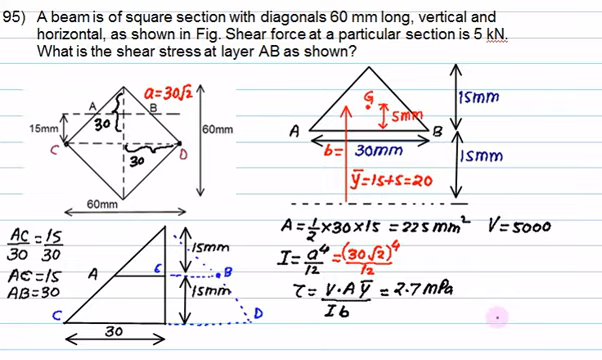 95) A beam is of square section with diagonals 60 mm long, vertical and
horizontal, as shown in Fig. Shear force at a particular section is 5 kN.
What is the shear stress at layer AB as shown?
a=30√2
A
B
30
15mm
C
D
30
60mm
60mm
G
5mm
15mm
A
B
b=
30mm
15mm
ȳ=15+5=20
AC = 15
30 30
AC=15
AB=30
A
C
B
15mm
15mm
C
D
30
A=½×30×15 = 225mm² V=5000
I= a⁴/12 = (30√2)⁴/12
τ= V·Aȳ/Ib = 2.7 MPa